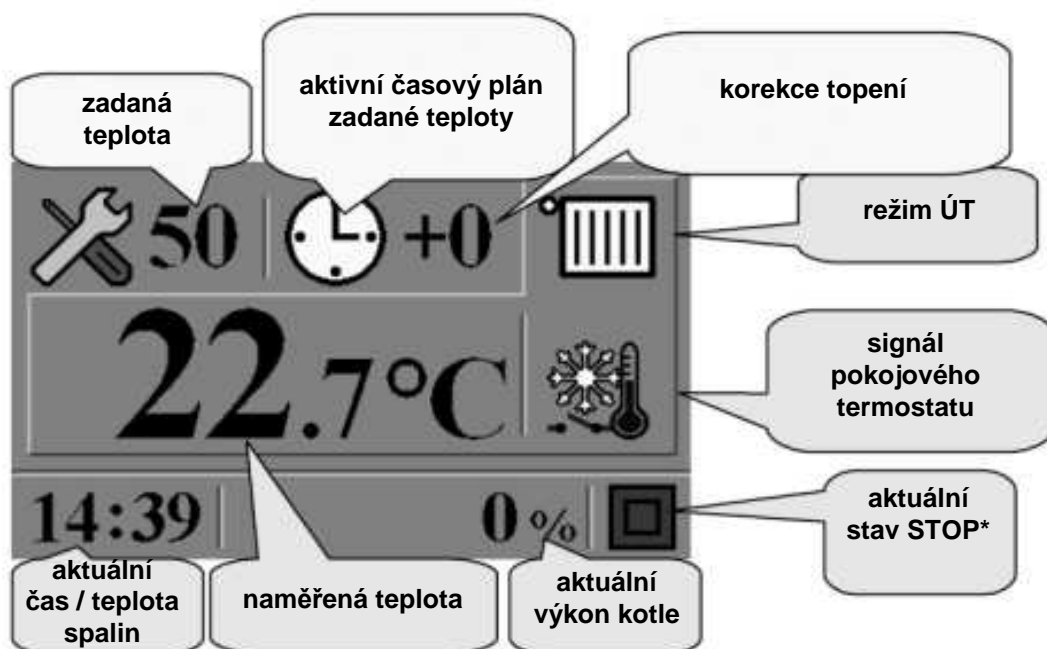 zadaná
teplota
aktivní časový plán
zadané teploty
korekce topení
režim ÚT
50
+0
22.7°C
signál
pokojového
termostatu
14:39
0 %
aktuální
stav STOP*
aktuální
čas / teplota
spalin
naměřená teplota
aktuální
výkon kotle